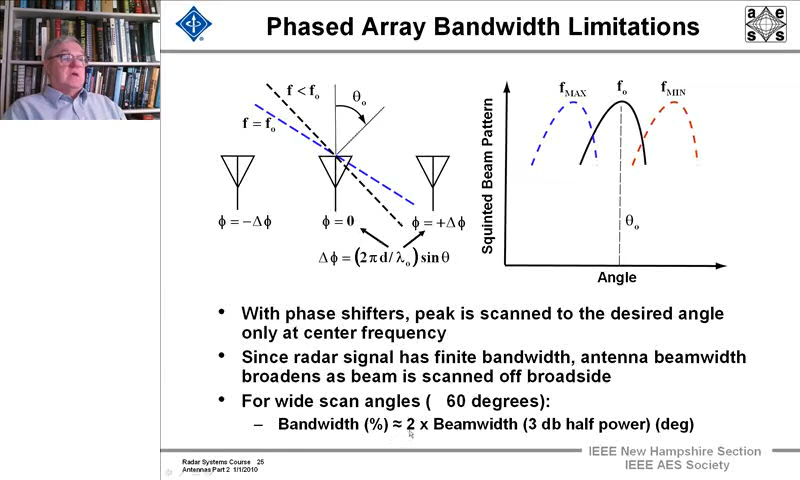 Phased Array Bandwidth Limitations
a e
s s
f < fₒ
θₒ
f = fₒ
ϕ = −Δϕ
ϕ = 0
ϕ = +Δϕ
Δϕ = (2πd/λₒ) sinθ
Squinted Beam Pattern
f_MAX
fₒ
f_MIN
θₒ
Angle
• With phase shifters, peak is scanned to the desired angle
only at center frequency
• Since radar signal has finite bandwidth, antenna beamwidth
broadens as beam is scanned off broadside
• For wide scan angles ( 60 degrees):
– Bandwidth (%) ≈ 2 x Beamwidth (3 db half power) (deg)
Radar Systems Course 25
Antennas Part 2 1/1/2010
IEEE New Hampshire Section
IEEE AES Society